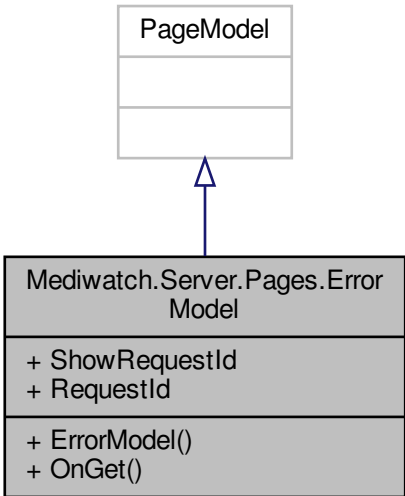 PageModel
Mediwatch.Server.Pages.Error
Model
+ ShowRequestId
+ RequestId
+ ErrorModel()
+ OnGet()